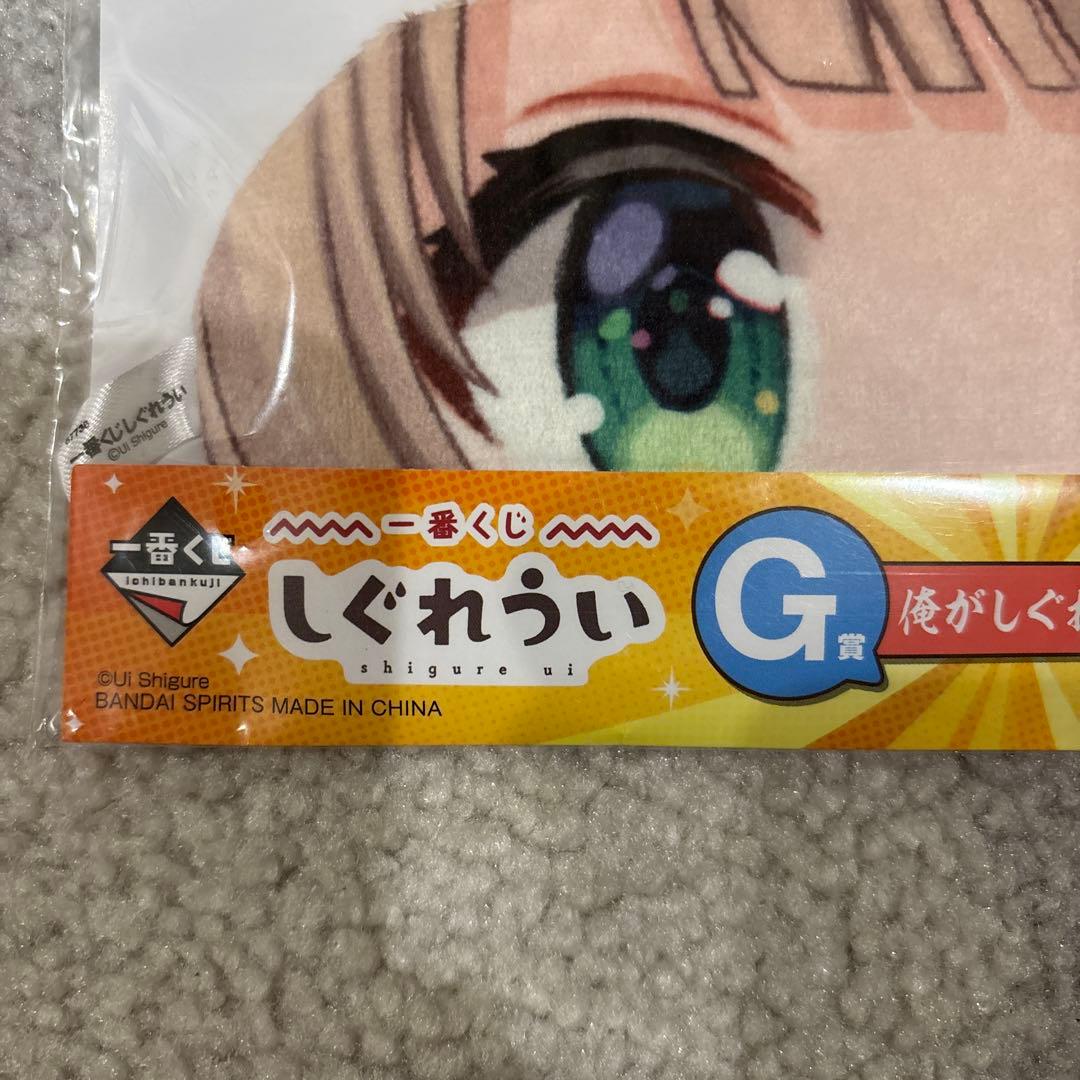 一番くじしぐれうい
©Ui Shigure
一番くじ
ichibankuji
一番くじ
しぐれうい
shigure ui
G賞
俺がしぐれ
©Ui Shigure
BANDAI SPIRITS MADE IN CHINA